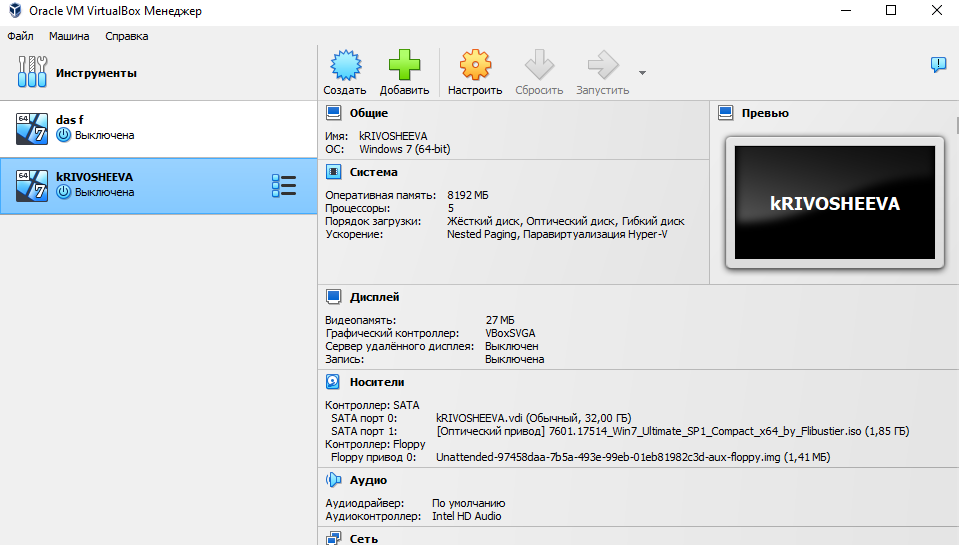 Oracle VM VirtualBox Менеджер
Файл Машина Справка
Инструменты
Создать Добавить Настроить Сбросить Запустить
64 7 das f
Выключена
64 7 kRIVOSHEEVA
Выключена
Общие
Имя: kRIVOSHEEVA
ОС: Windows 7 (64-bit)
Система
Оперативная память: 8192 МБ
Процессоры: 5
Порядок загрузки: Жёсткий диск, Оптический диск, Гибкий диск
Ускорение: Nested Paging, Паравиртуализация Hyper-V
Превью
kRIVOSHEEVA
Дисплей
Видеопамять: 27 МБ
Графический контроллер: VBoxSVGA
Сервер удалённого дисплея: Выключен
Запись: Выключена
Носители
Контроллер: SATA
SATA порт 0: kRIVOSHEEVA.vdi (Обычный, 32,00 ГБ)
SATA порт 1: [Оптический привод] 7601.17514_Win7_Ultimate_SP1_Compact_x64_by_Flibustier.iso (1,85 ГБ)
Контроллер: Floppy
Floppy привод 0: Unattended-97458daa-7b5a-493e-99eb-01eb81982c3d-aux-floppy.img (1,41 МБ)
Аудио
Аудиодрайвер: По умолчанию
Аудиоконтроллер: Intel HD Audio
Сеть